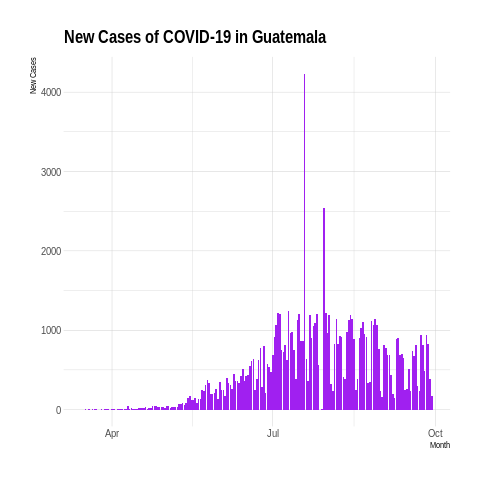 New Cases of COVID-19 in Guatemala
New Cases
4000
3000
2000
1000
0
Apr
Jul
Oct
Month